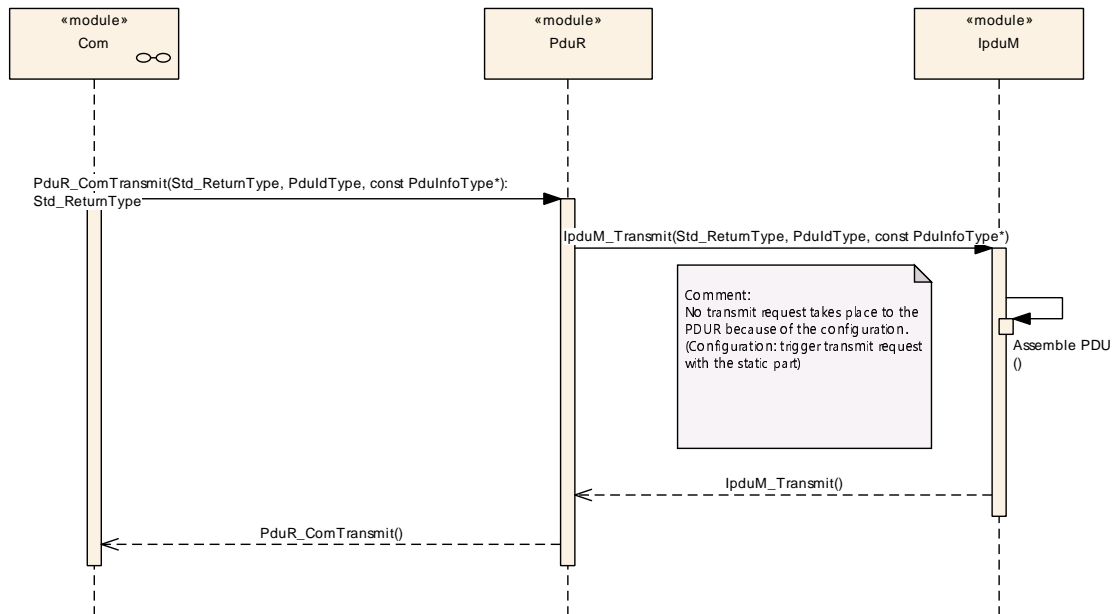 «module»
Com
«module»
PduR
«module»
IpduM
PduR_ComTransmit(Std_ReturnType, PduIdType, const PduInfoType*):
Std_ReturnType
IpduM_Transmit(Std_ReturnType, PduIdType, const PduInfoType*)
Comment:
No transmit request takes place to the
PDUR because of the configuration.
(Configuration: trigger transmit request
with the static part)
Assemble PDU
()
IpduM_Transmit()
PduR_ComTransmit()